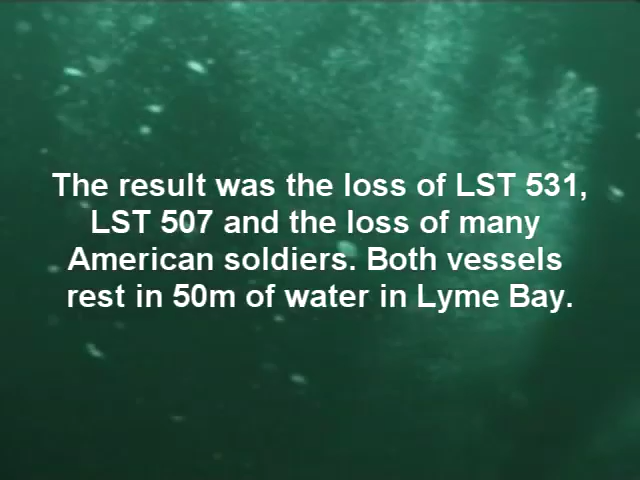 The result was the loss of LST 531,
LST 507 and the loss of many
American soldiers. Both vessels
rest in 50m of water in Lyme Bay.